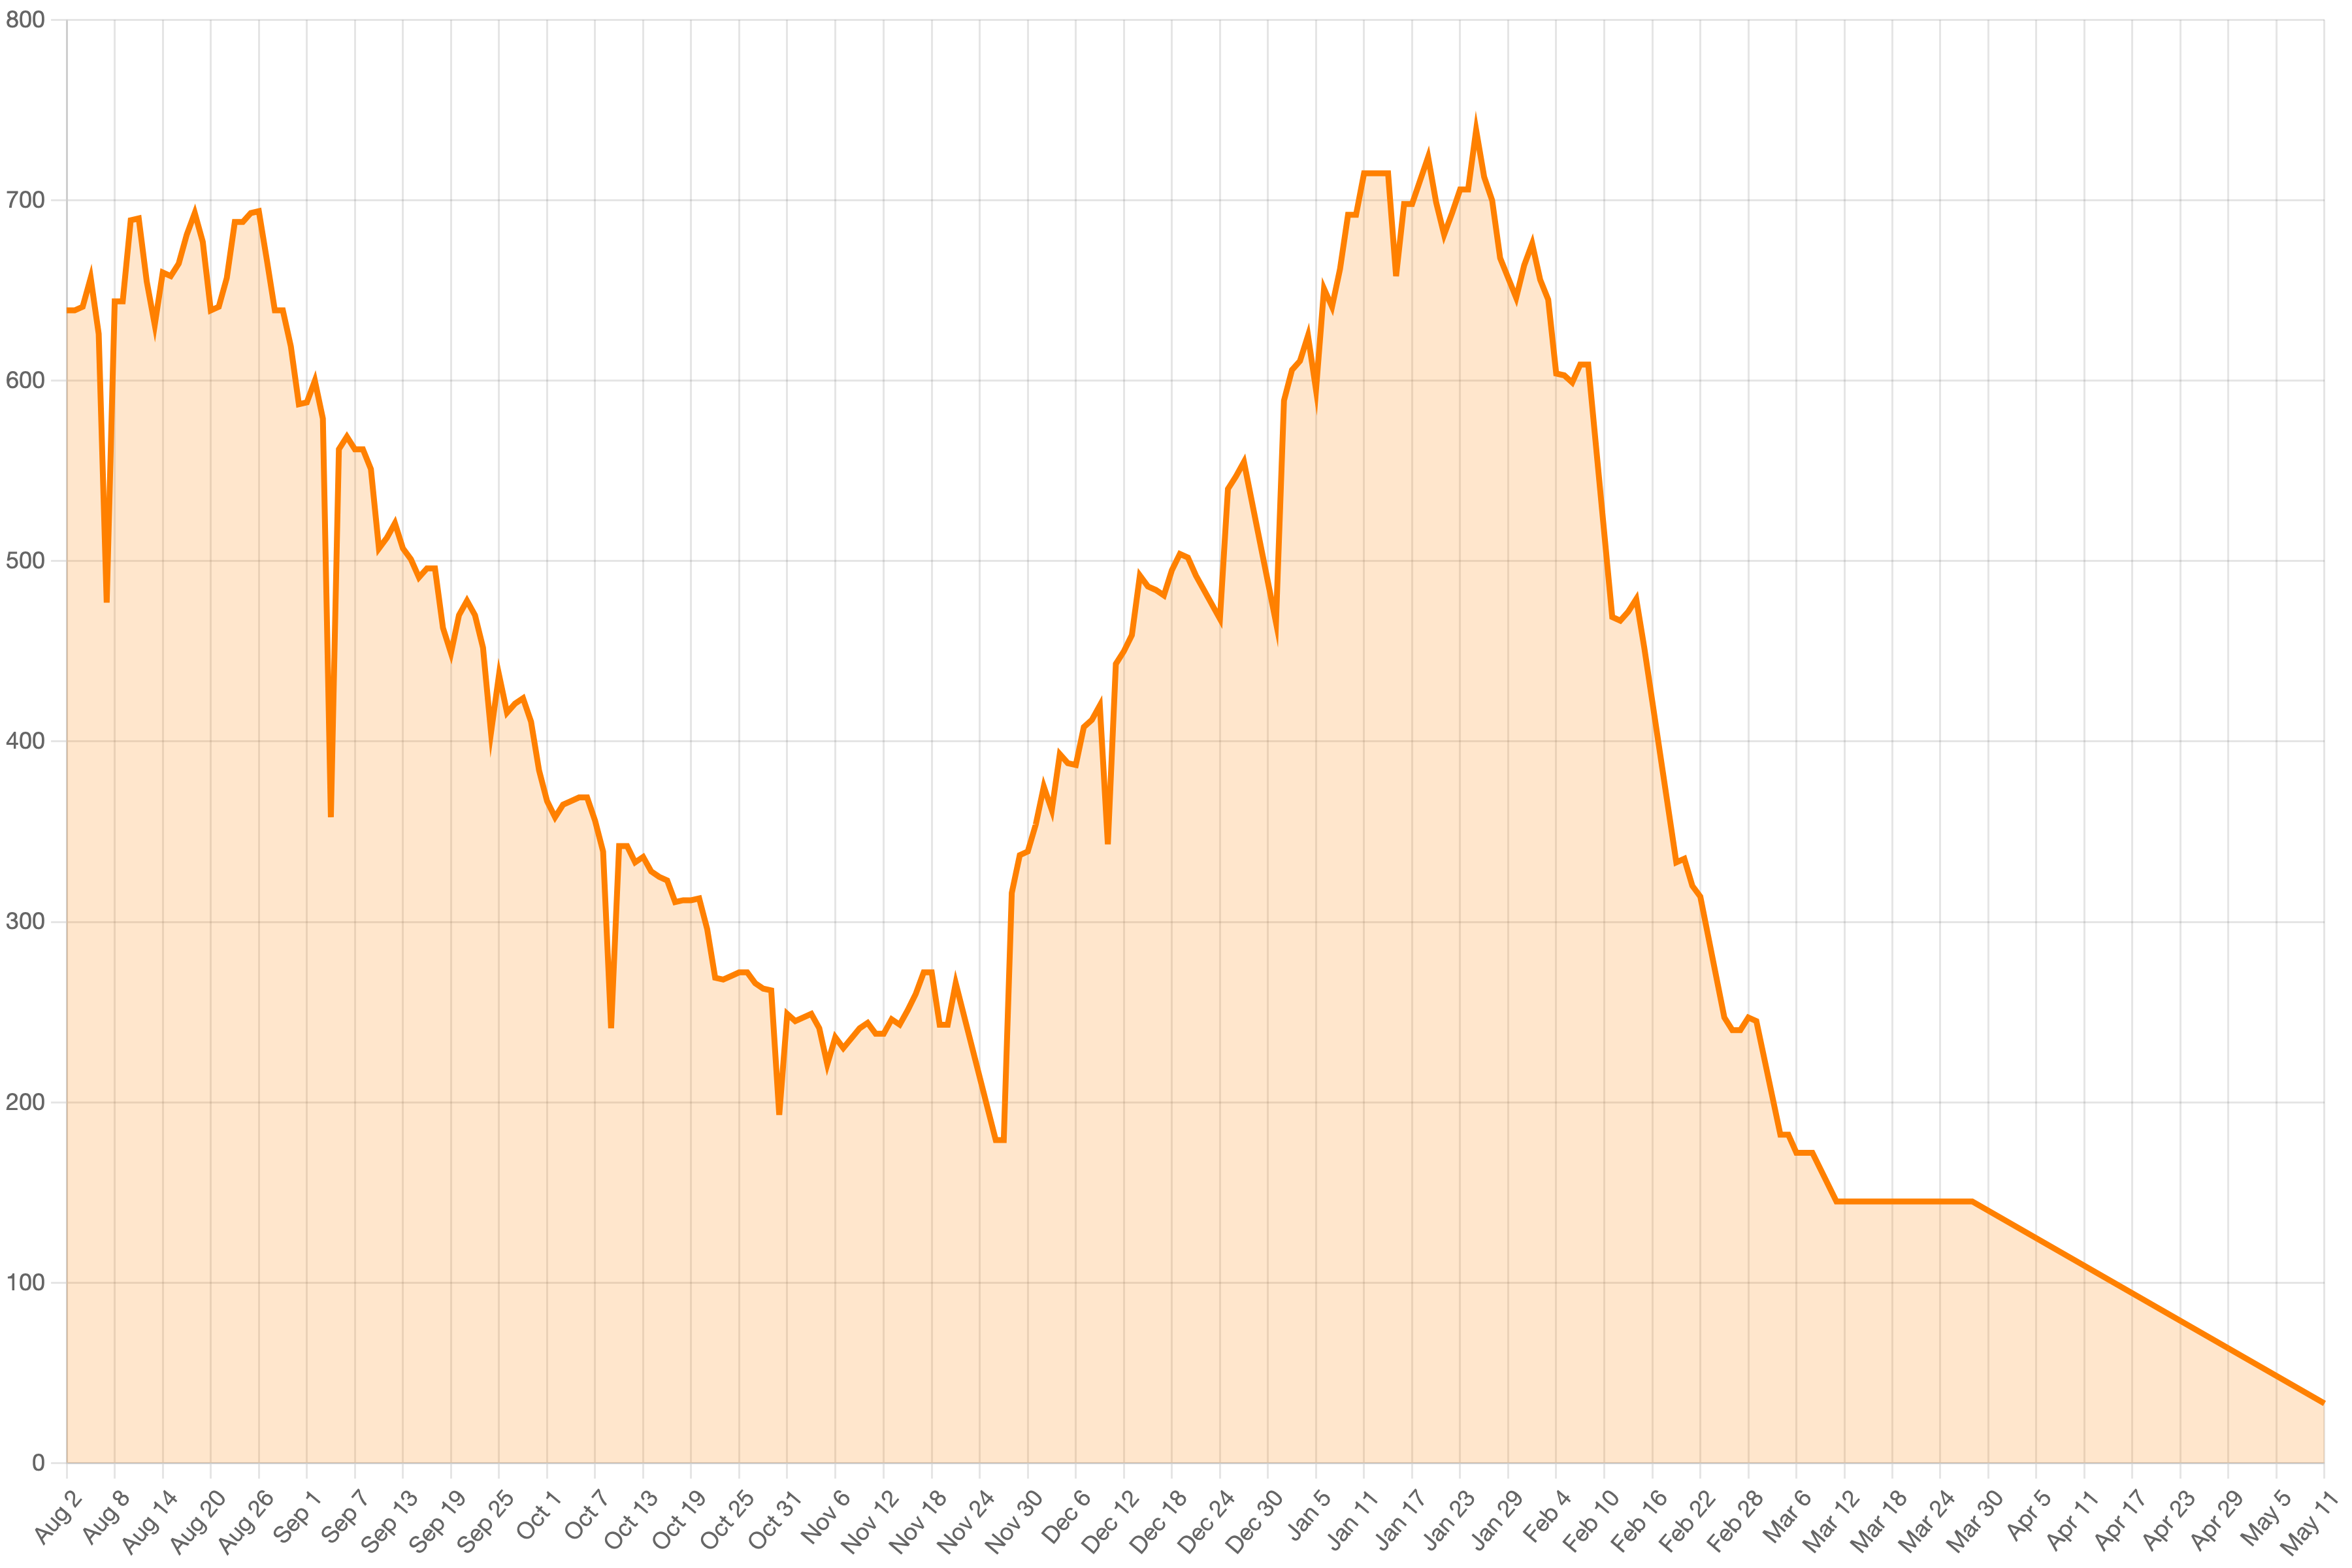 800
700
600
500
400
300
200
100
0
Aug 2
Aug 8
Aug 14
Aug 20
Aug 26
Sep 1
Sep 7
Sep 13
Sep 19
Sep 25
Oct 1
Oct 7
Oct 13
Oct 19
Oct 25
Oct 31
Nov 6
Nov 12
Nov 18
Nov 24
Nov 30
Dec 6
Dec 12
Dec 18
Dec 24
Dec 30
Jan 5
Jan 11
Jan 17
Jan 23
Jan 29
Feb 4
Feb 10
Feb 16
Feb 22
Feb 28
Mar 6
Mar 12
Mar 18
Mar 24
Mar 30
Apr 5
Apr 11
Apr 17
Apr 23
Apr 29
May 5
May 11